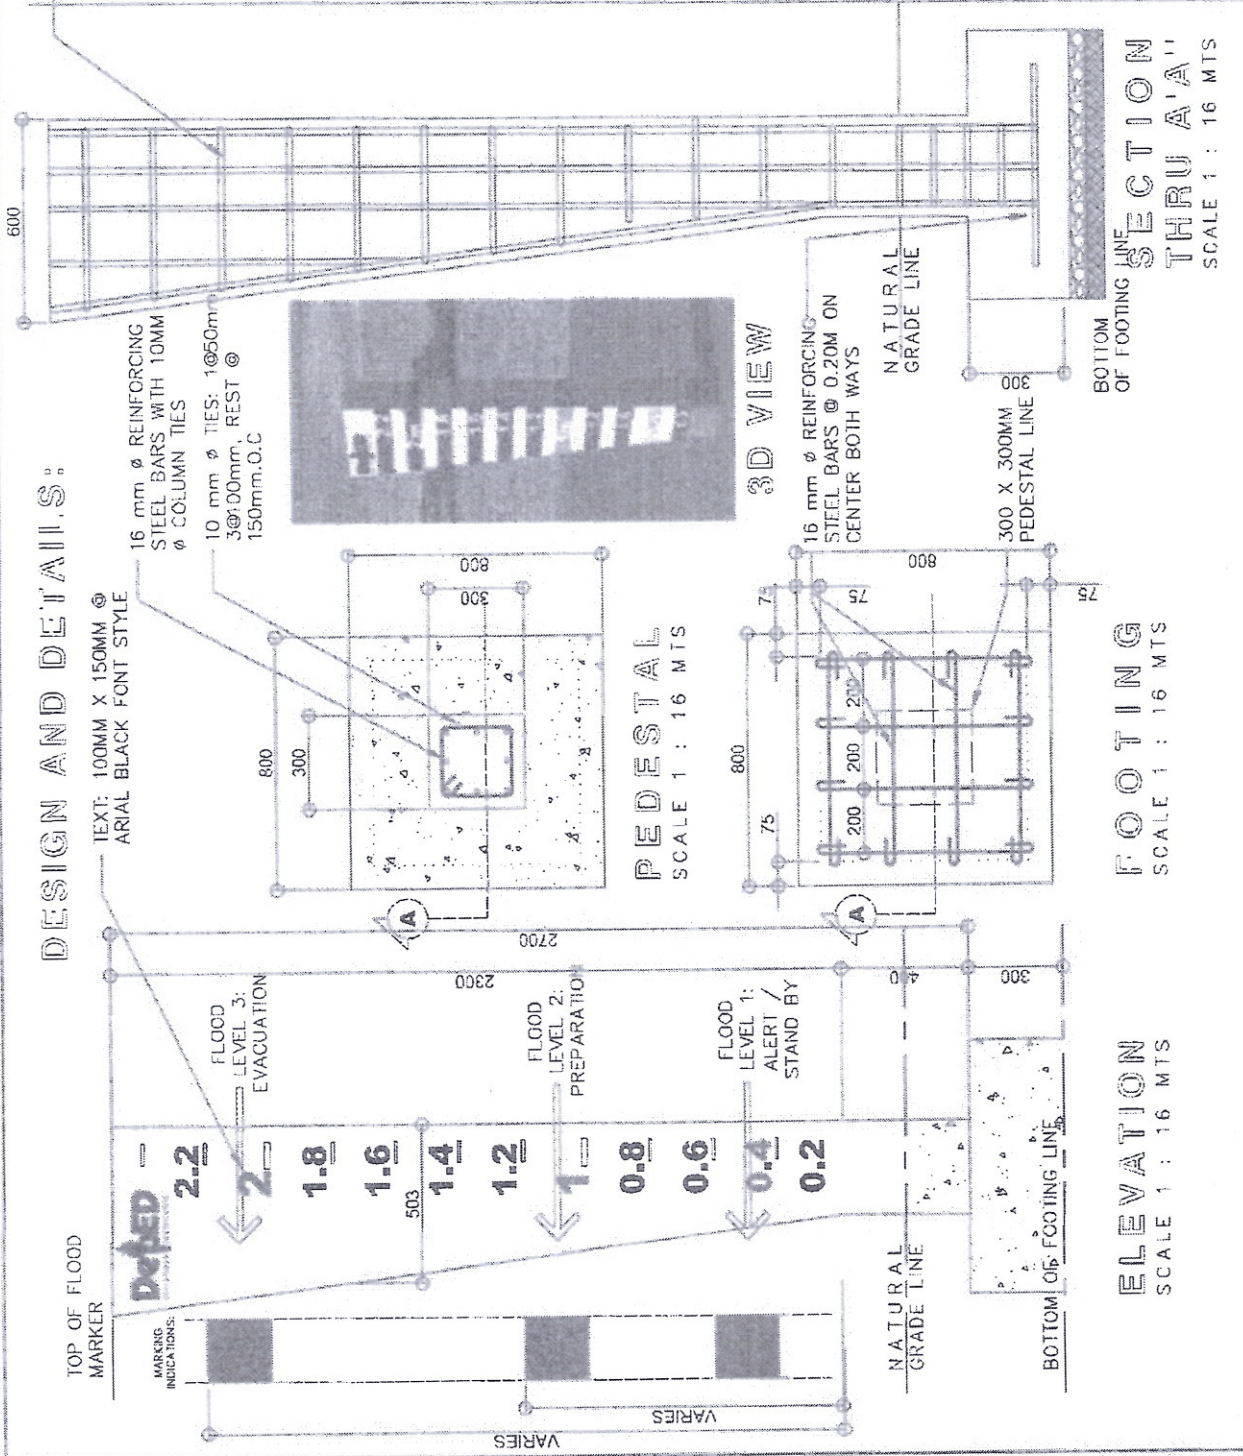 DESIGN AND DETAILS:
TEXT: 100MM X 150MM @
ARIAL BLACK FONT STYLE
TOP OF FLOOD
MARKER
MARKING
INDICATIONS:
DepED
2.2
2
1.8
1.6
1.4
1.2
1
0.8
0.6
0.4
0.2
503
FLOOD
LEVEL 3:
EVACUATION
FLOOD
LEVEL 2:
PREPARATION
FLOOD
LEVEL 1:
ALERT /
STAND BY
2300
2700
300
VARIES
VARIES
NATURAL
GRADE LINE
BOTTOM OF FOOTING LINE
ELEVATION
SCALE 1 : 16 MTS
16 mm ø REINFORCING
STEEL BARS WITH 10MM
ø COLUMN TIES
10 mm ø TIES: 1@50m
3@100mm, REST @
150mm.O.C
800
300
800
300
A
PEDESTAL
SCALE 1 : 16 MTS
800
75
200
200
200
75
75
800
75
A
16 mm ø REINFORCING
STEEL BARS @ 0.20M ON
CENTER BOTH WAYS
300 X 300MM
PEDESTAL LINE
FOOTING
SCALE 1 : 16 MTS
3D VIEW
600
NATURAL
GRADE LINE
300
BOTTOM
OF FOOTING LINE
SECTION
THRU A'A"
SCALE 1 : 16 MTS